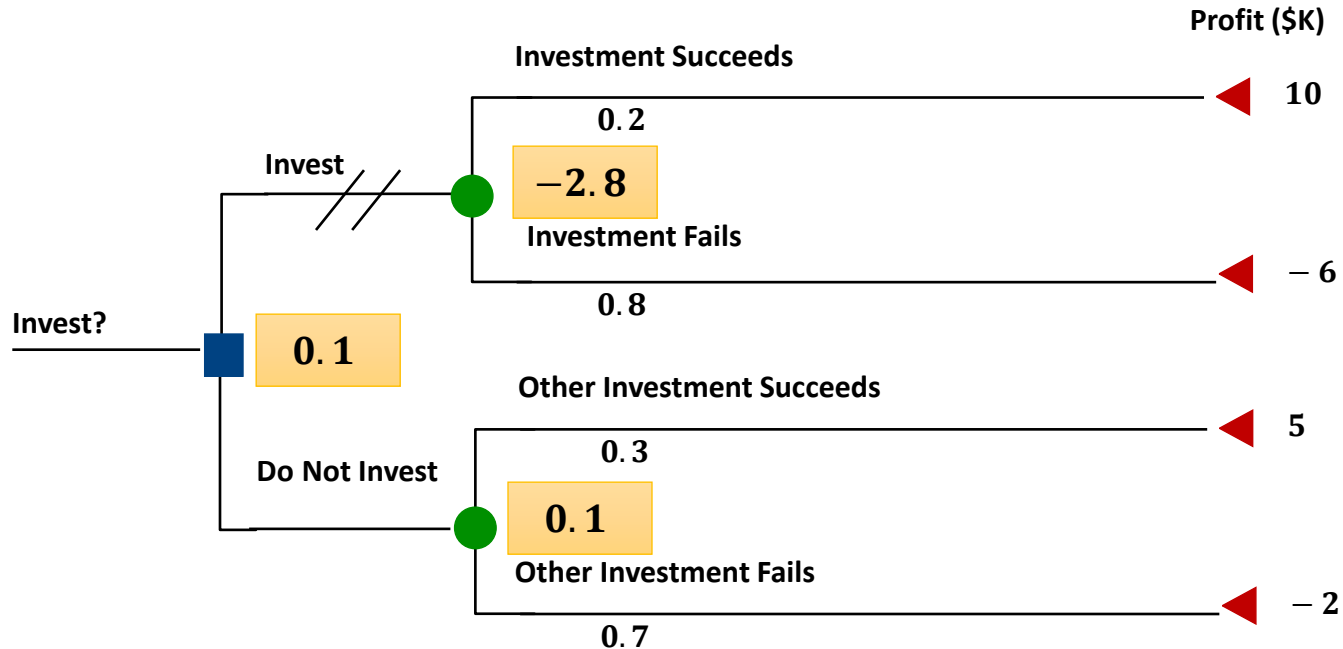 Profit ($K)
Investment Succeeds
10
0.2
Invest
−2.8
Investment Fails
− 6
0.8
Invest?
0.1
Other Investment Succeeds
5
0.3
Do Not Invest
0.1
Other Investment Fails
− 2
0.7